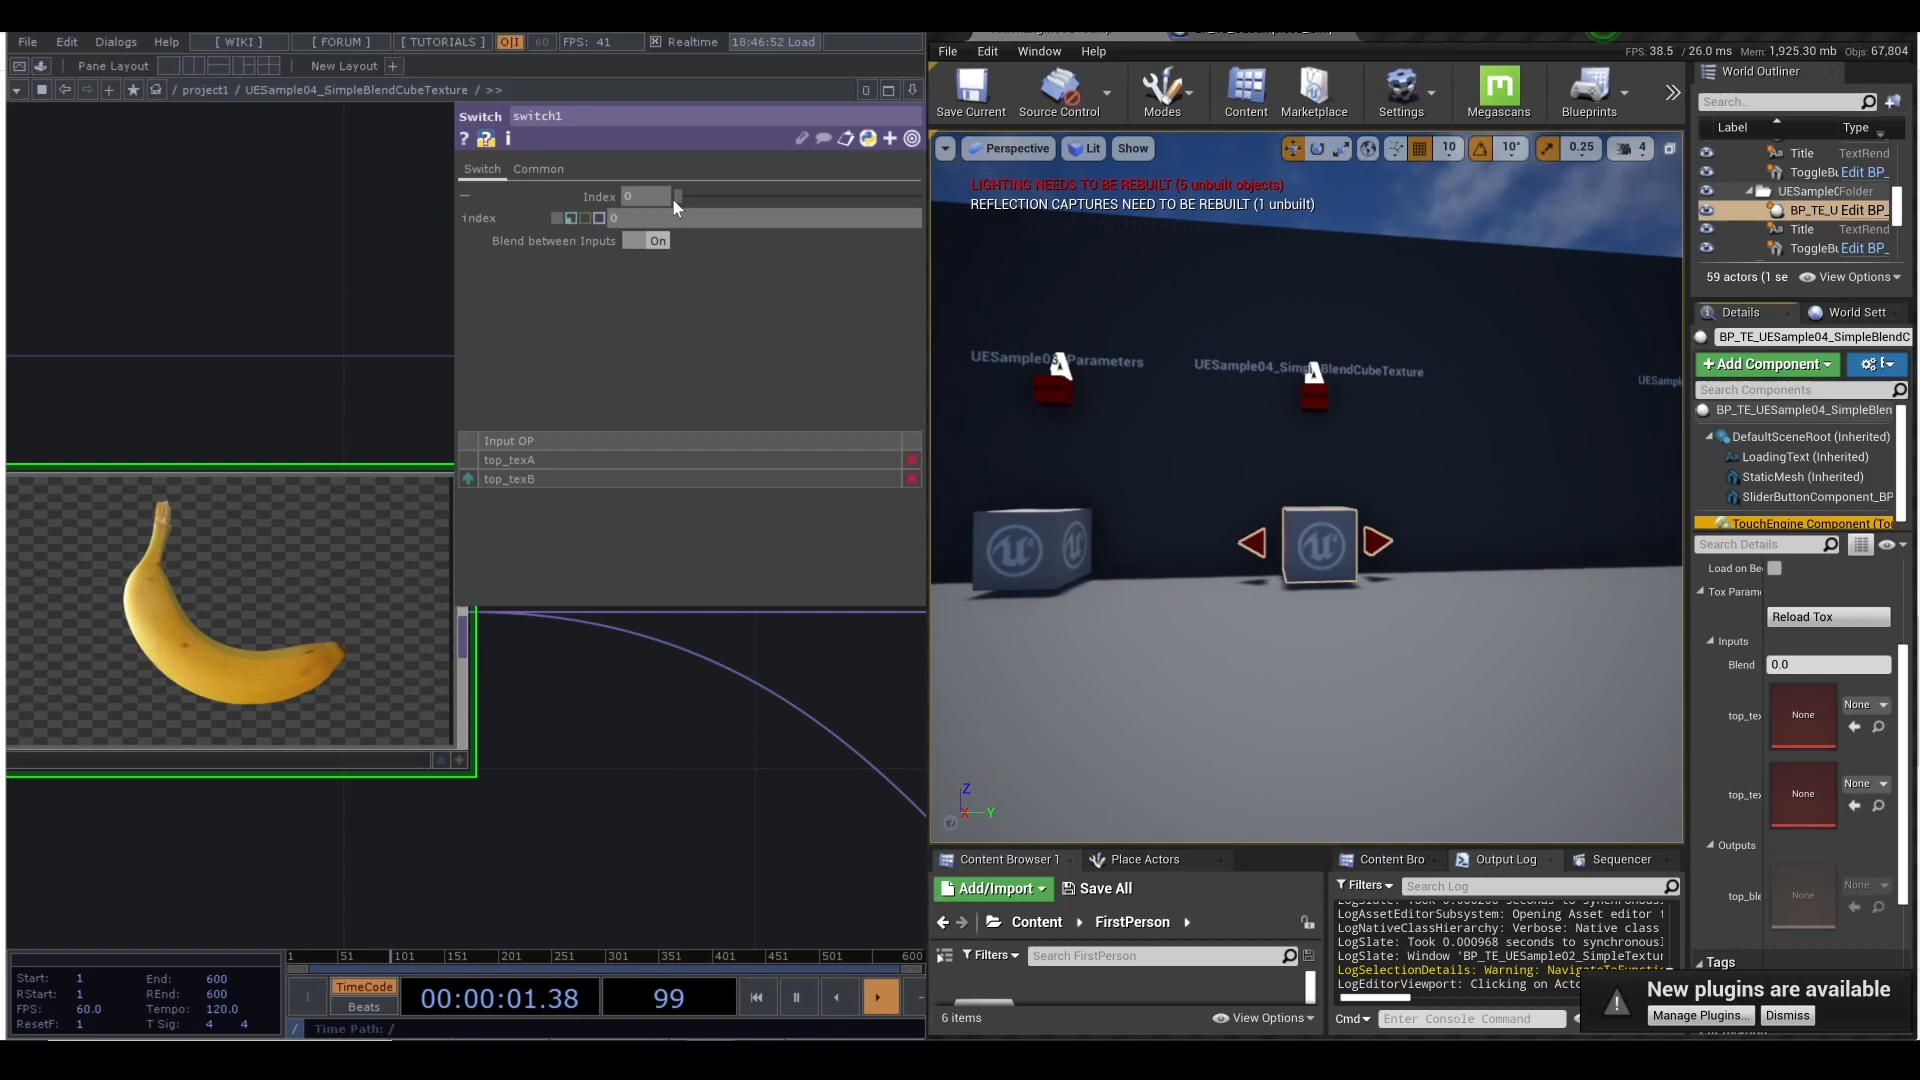 File Edit Dialogs Help [ WIKI ] [ FORUM ] [ TUTORIALS ] O|I 60 FPS: 41 Realtime 18:46:52 Load
Pane Layout New Layout +
/ project1 / UESample04_SimpleBlendCubeTexture / >> 0
Switch switch1
? ? i
Switch Common
Index 0
index 0
Blend between Inputs On
Input OP
top_texA
top_texB
1 51 101 151 201 251 301 351 401 451 501 600
Start: 1 End: 600
RStart: 1 REnd: 600
FPS: 60.0 Tempo: 120.0
ResetF: 1 T Sig: 4 4
TimeCode
Beats
00:00:01.38 99
/ Time Path: /
File Edit Window Help
FPS: 38.5 / 26.0 ms Mem: 1,925.30 mb Objs: 67,804
Save Current Source Control Modes Content Marketplace Settings Megascans Blueprints
Perspective Lit Show 10 10° 0.25 4
LIGHTING NEEDS TO BE REBUILT (5 unbuilt objects)
REFLECTION CAPTURES NEED TO BE REBUILT (1 unbuilt)
UESample03_Parameters
UESample04_SimpleBlendCubeTexture
UESampl
A A
Z
X Y
World Outliner
Search...
Label Type
Title TextRend
ToggleBu Edit BP_
UESampleC Folder
BP_TE_U Edit BP_
Title TextRend
ToggleBu Edit BP_
59 actors (1 se View Options
Details World Sett
BP_TE_UESample04_SimpleBlendC
+ Add Component
Search Components
BP_TE_UESample04_SimpleBlen
DefaultSceneRoot (Inherited)
LoadingText (Inherited)
StaticMesh (Inherited)
SliderButtonComponent_BP
TouchEngine Component (Tou
Search Details
Load on Be
Tox Param
Reload Tox
Inputs
Blend 0.0
top_tex None None
top_tex None None
Outputs
top_ble None None
Tags
Content Browser 1 Place Actors
Add/Import Save All
Content FirstPerson
Filters Search FirstPerson
6 items View Options
Content Bro Output Log Sequencer
Filters Search Log
LogSlate: Took 0.000206 seconds to synchronousl
LogAssetEditorSubsystem: Opening Asset editor f
LogNativeClassHierarchy: Verbose: Native class
LogSlate: Took 0.000968 seconds to synchronousl
LogSlate: Window 'BP_TE_UESample02_SimpleTextur
LogSelectionDetails: Warning: NavigateToFunctio
LogEditorViewport: Clicking on Acto
Cmd Enter Console Command
New plugins are available
Manage Plugins... Dismiss